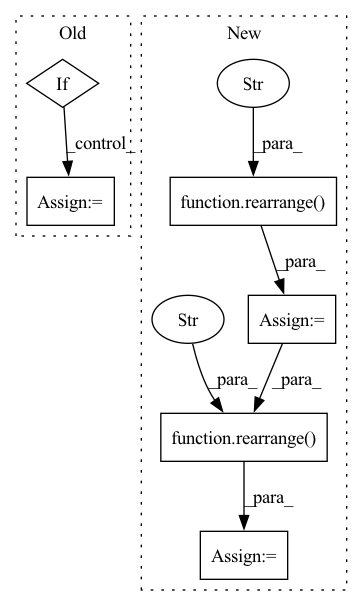 Old
New
If
Str
_control_
_para_
Assign:=
function.rearrange()
_para_
Str
Assign:=
_para_
_para_
function.rearrange()
_para_
Assign:=